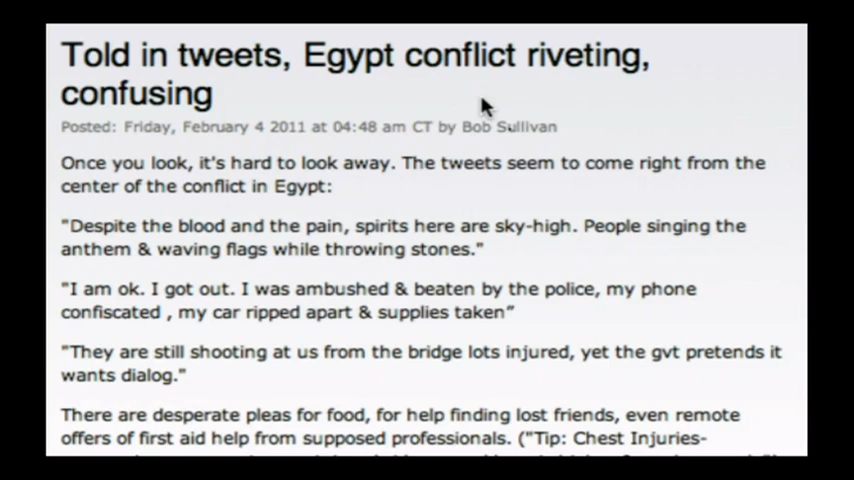 Told in tweets, Egypt conflict riveting,
confusing
Posted: Friday, February 4 2011 at 04:48 am CT by Bob Sullivan
Once you look, it's hard to look away. The tweets seem to come right from the
center of the conflict in Egypt:
"Despite the blood and the pain, spirits here are sky-high. People singing the
anthem & waving flags while throwing stones."
"I am ok. I got out. I was ambushed & beaten by the police, my phone
confiscated , my car ripped apart & supplies taken”
"They are still shooting at us from the bridge lots injured, yet the gvt pretends it
wants dialog."
There are desperate pleas for food, for help finding lost friends, even remote
offers of first aid help from supposed professionals. ("Tip: Chest Injuries-